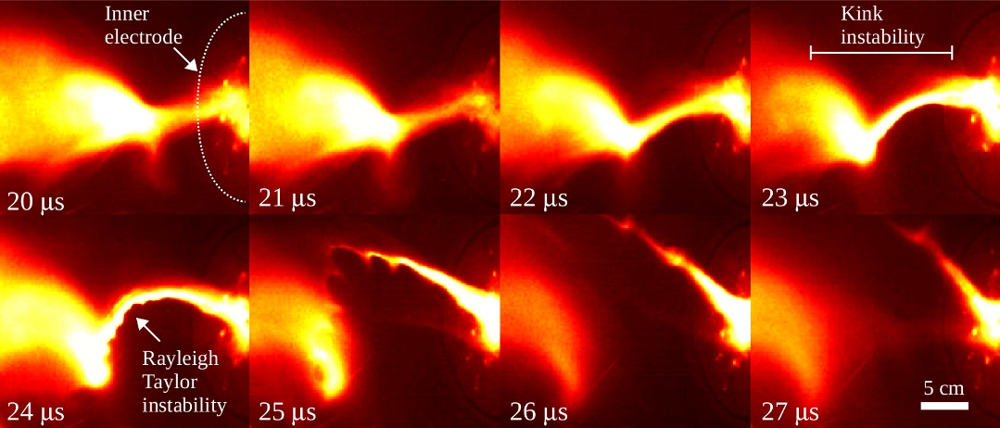 Inner
electrode
20 µs
21 µs
22 µs
Kink
instability
23 µs
24 µs
Rayleigh
Taylor
instability
25 µs
26 µs
5 cm
27 µs